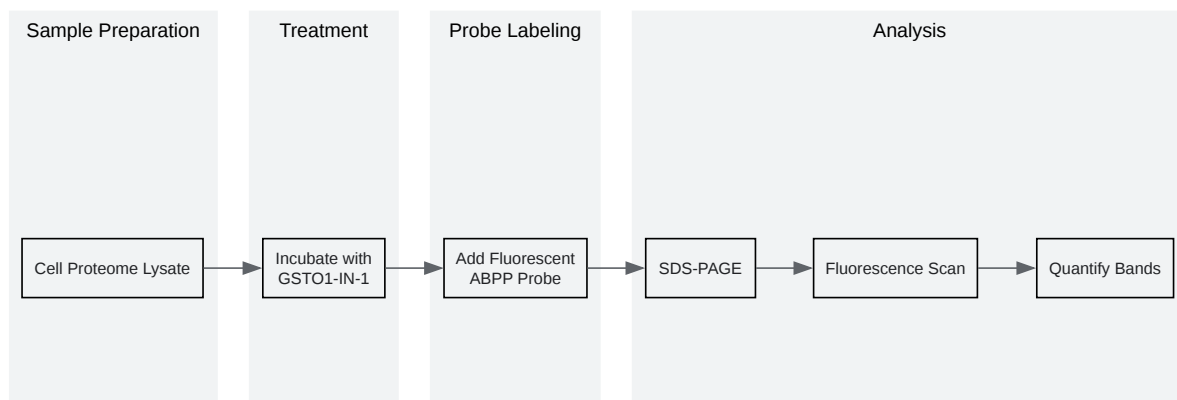 Sample Preparation
Treatment
Probe Labeling
Analysis
Cell Proteome Lysate
Incubate with
GSTO1-IN-1
Add Fluorescent
ABPP Probe
SDS-PAGE
Fluorescence Scan
Quantify Bands